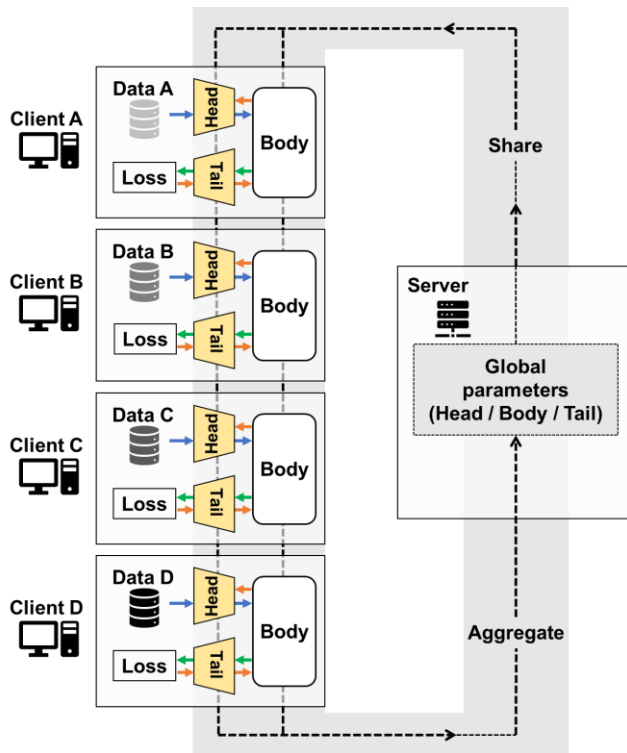 Client A
Data A
Head
Body
Loss
Tail
Client B
Data B
Head
Body
Loss
Tail
Client C
Data C
Head
Body
Loss
Tail
Client D
Data D
Head
Body
Loss
Tail
Share
Server
Global
parameters
(Head / Body / Tail)
Aggregate